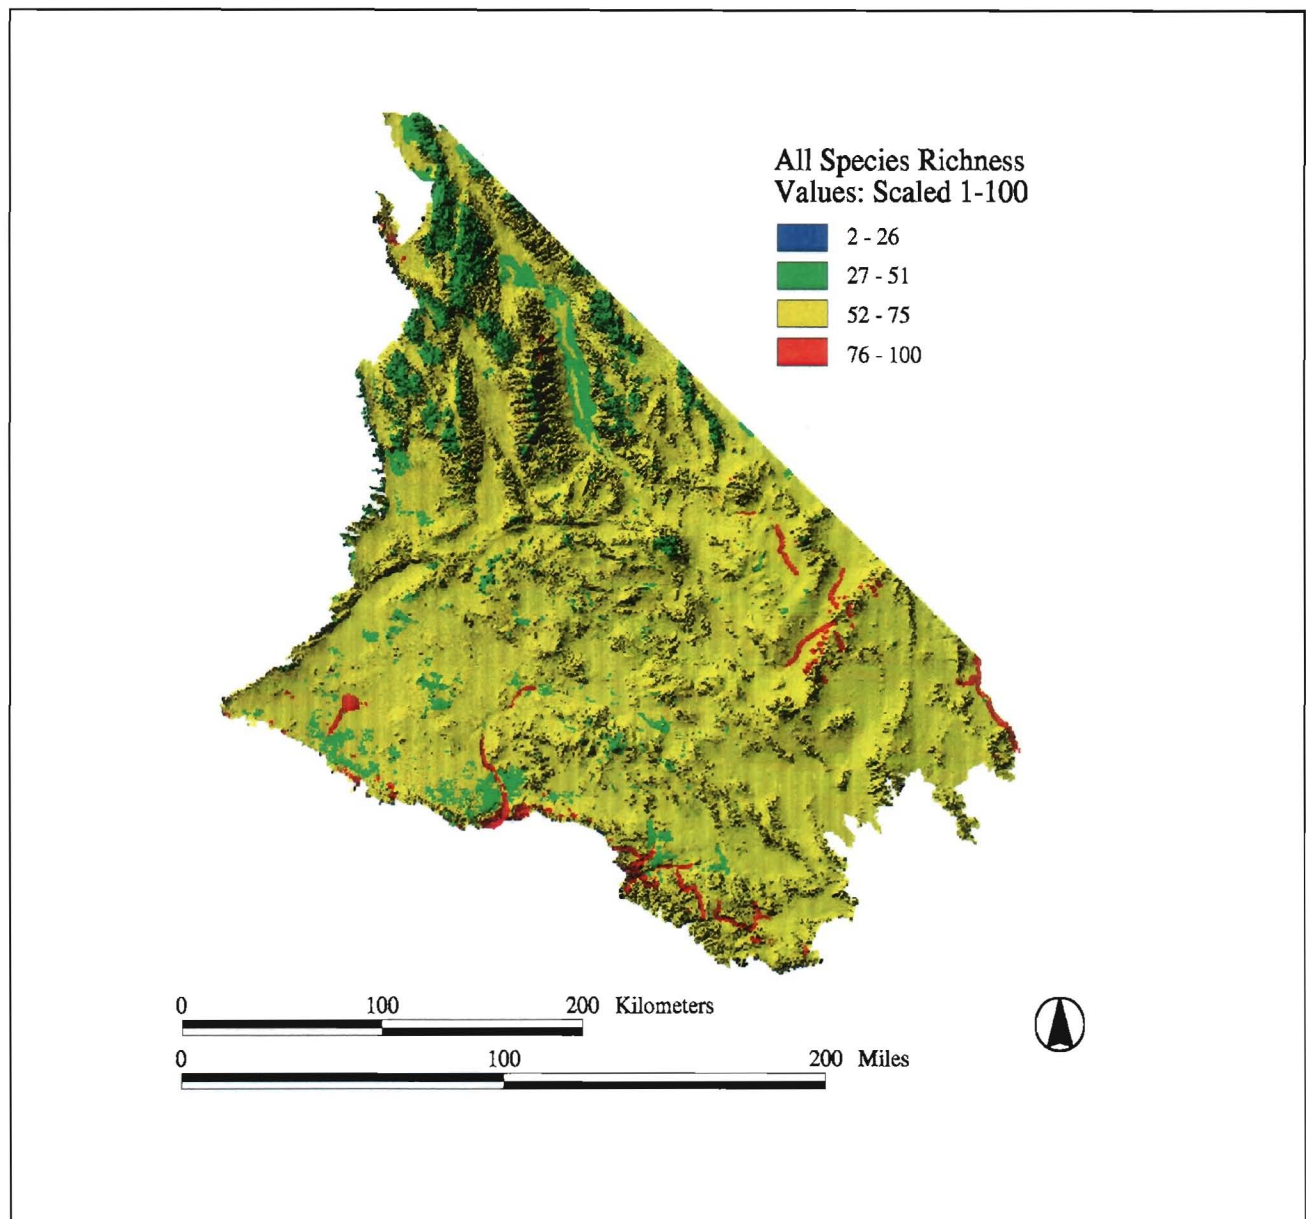 All Species Richness
Values: Scaled 1-100
2 - 26
27 - 51
52 - 75
76 - 100
0 100 200 Kilometers
0 100 200 Miles